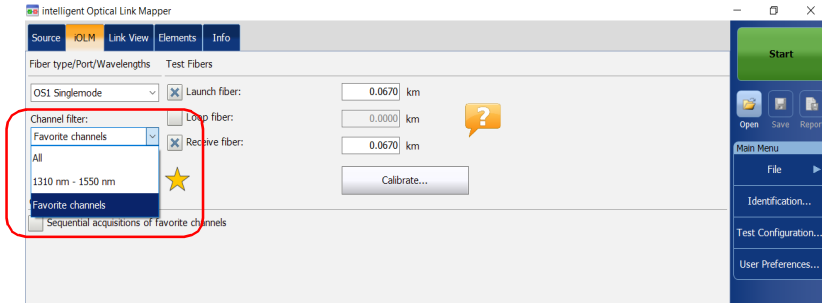 intelligent Optical Link Mapper
Source iOLM Link View Elements Info
Fiber type/Port/Wavelengths Test Fibers
OS1 Singlemode
Launch fiber: 0.0670 km
Channel filter:
Loop fiber: 0.0000 km
Favorite channels
Receive fiber: 0.0670 km
All
1310 nm - 1550 nm
Calibrate...
Favorite channels
Sequential acquisitions of favorite channels
Start
Open Save Repor
Main Menu
File
Identification...
Test Configuration...
User Preferences...